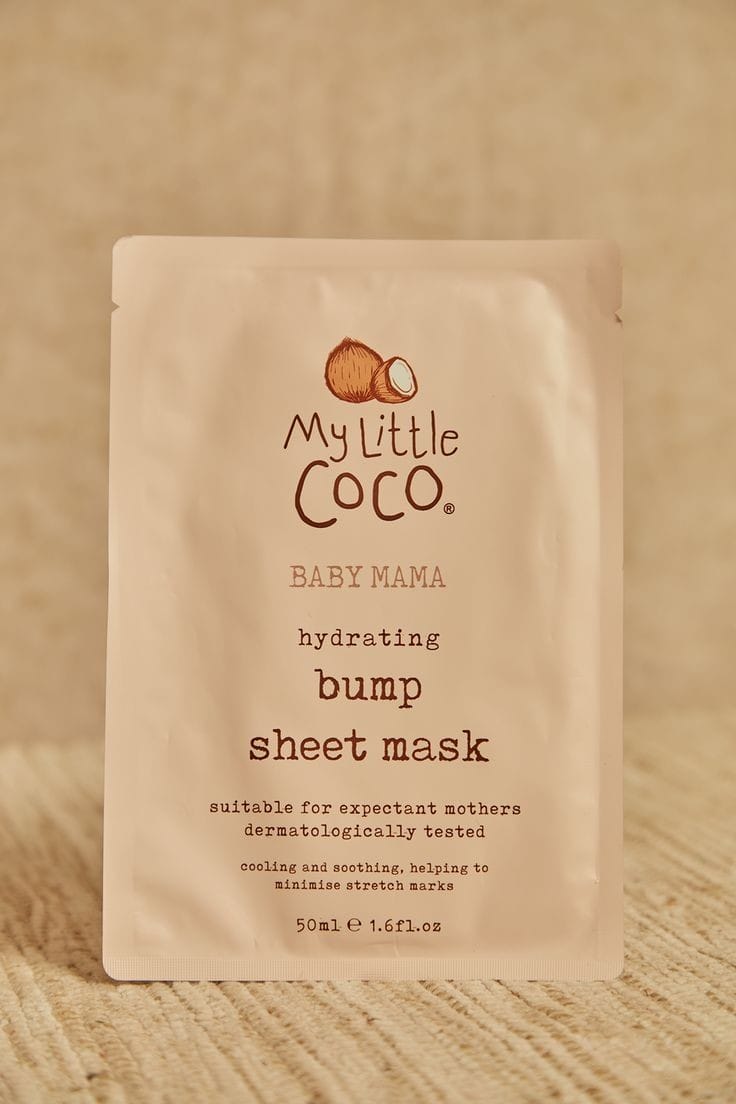 My Little
COCO®
BABY MAMA
hydrating
bump
sheet mask
suitable for expectant mothers
dermatologically tested
cooling and soothing, helping to
minimise stretch marks
50ml ℮ 1.6fl.oz